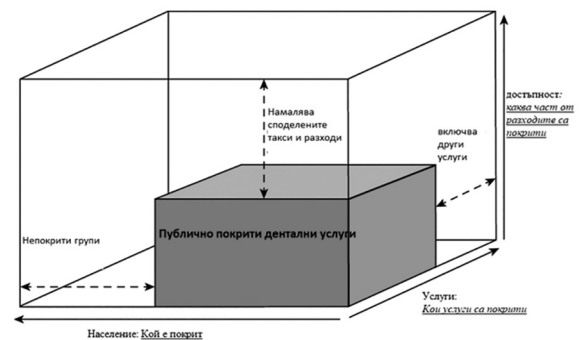 достъпност:
каква част от
разходите са
покрити
Намалява
споделените
такси и разходи
включва
други
услуги
Публично покрити дентални услуги
Непокрити групи
Услуги:
Кои услуги са покрити
Население: Кой е покрит